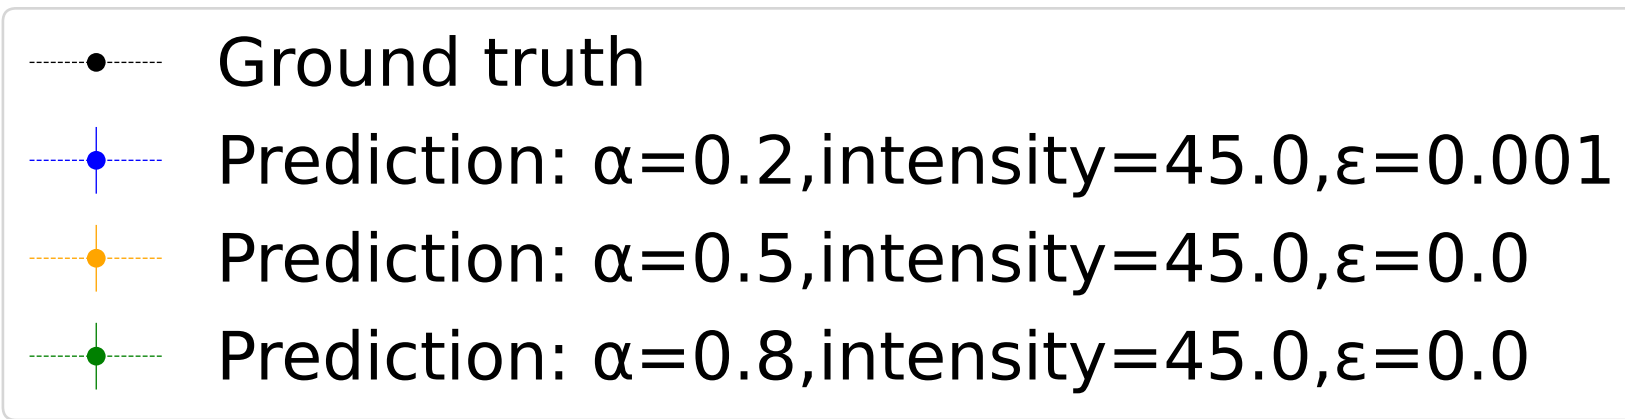 Ground truth
Prediction: α=0.2,intensity=45.0,ε=0.001
Prediction: α=0.5,intensity=45.0,ε=0.0
Prediction: α=0.8,intensity=45.0,ε=0.0